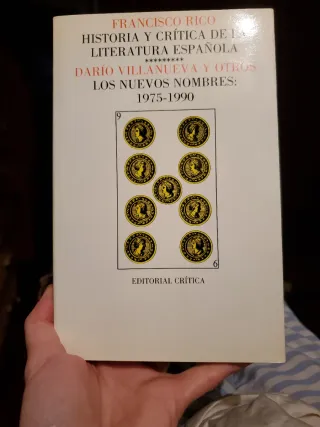 FRANCISCO RICO
HISTORIA Y CRÍTICA DE LA
LITERATURA ESPAÑOLA
*********
DARÍO VILLANUEVA Y OTROS
LOS NUEVOS NOMBRES:
1975-1990
9
9
EDITORIAL CRÍTICA